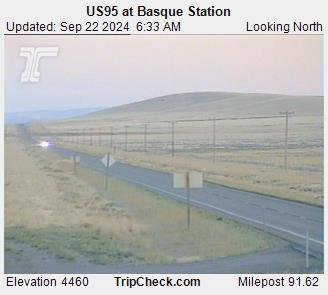 US95 at Basque Station
Updated: Sep 22 2024 6:33 AM Looking North
Elevation 4460 TripCheck.com Milepost 91.62